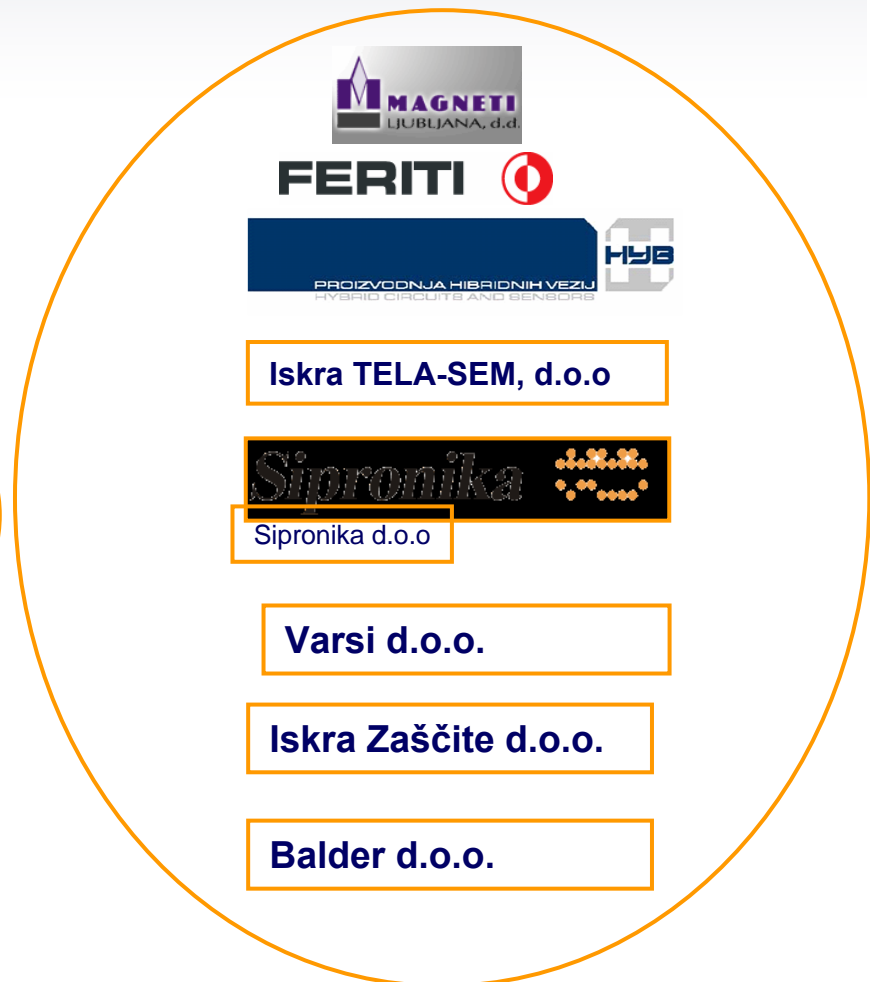 MAGNETI
LJUBLJANA, d.d.
FERITI
HYB
PROIZVODNJA HIBRIDNIH VEZIJ
HYBRID CIRCUITS AND SENSORS
Iskra TELA-SEM, d.o.o
Sipronika
Sipronika d.o.o
Varsi d.o.o.
Iskra Zaščite d.o.o.
Balder d.o.o.